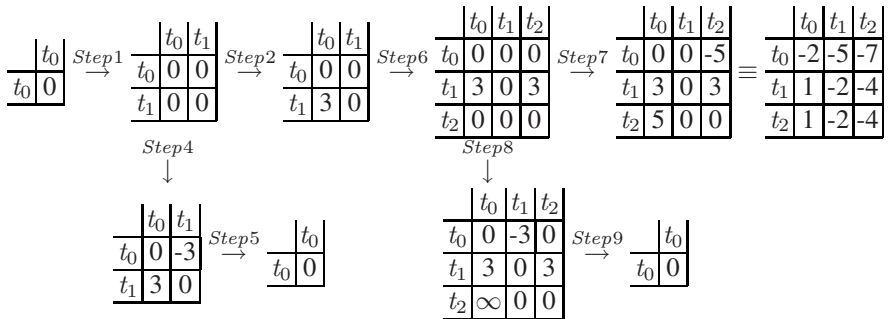 t0
t0 0
Step1 →
t0 t1
t0 0 0
t1 0 0
Step2 →
t0 t1
t0 0 0
t1 3 0
Step6 →
t0 t1 t2
t0 0 0 0
t1 3 0 3
t2 0 0 0
Step7 →
t0 t1 t2
t0 0 0 -5
t1 3 0 3
t2 5 0 0
≡
t0 t1 t2
t0 -2 -5 -7
t1 1 -2 -4
t2 1 -2 -4
Step4
↓
t0 t1
t0 0 -3
t1 3 0
Step5 →
t0
t0 0
Step8
↓
t0 t1 t2
t0 0 -3 0
t1 3 0 3
t2 ∞ 0 0
Step9 →
t0
t0 0